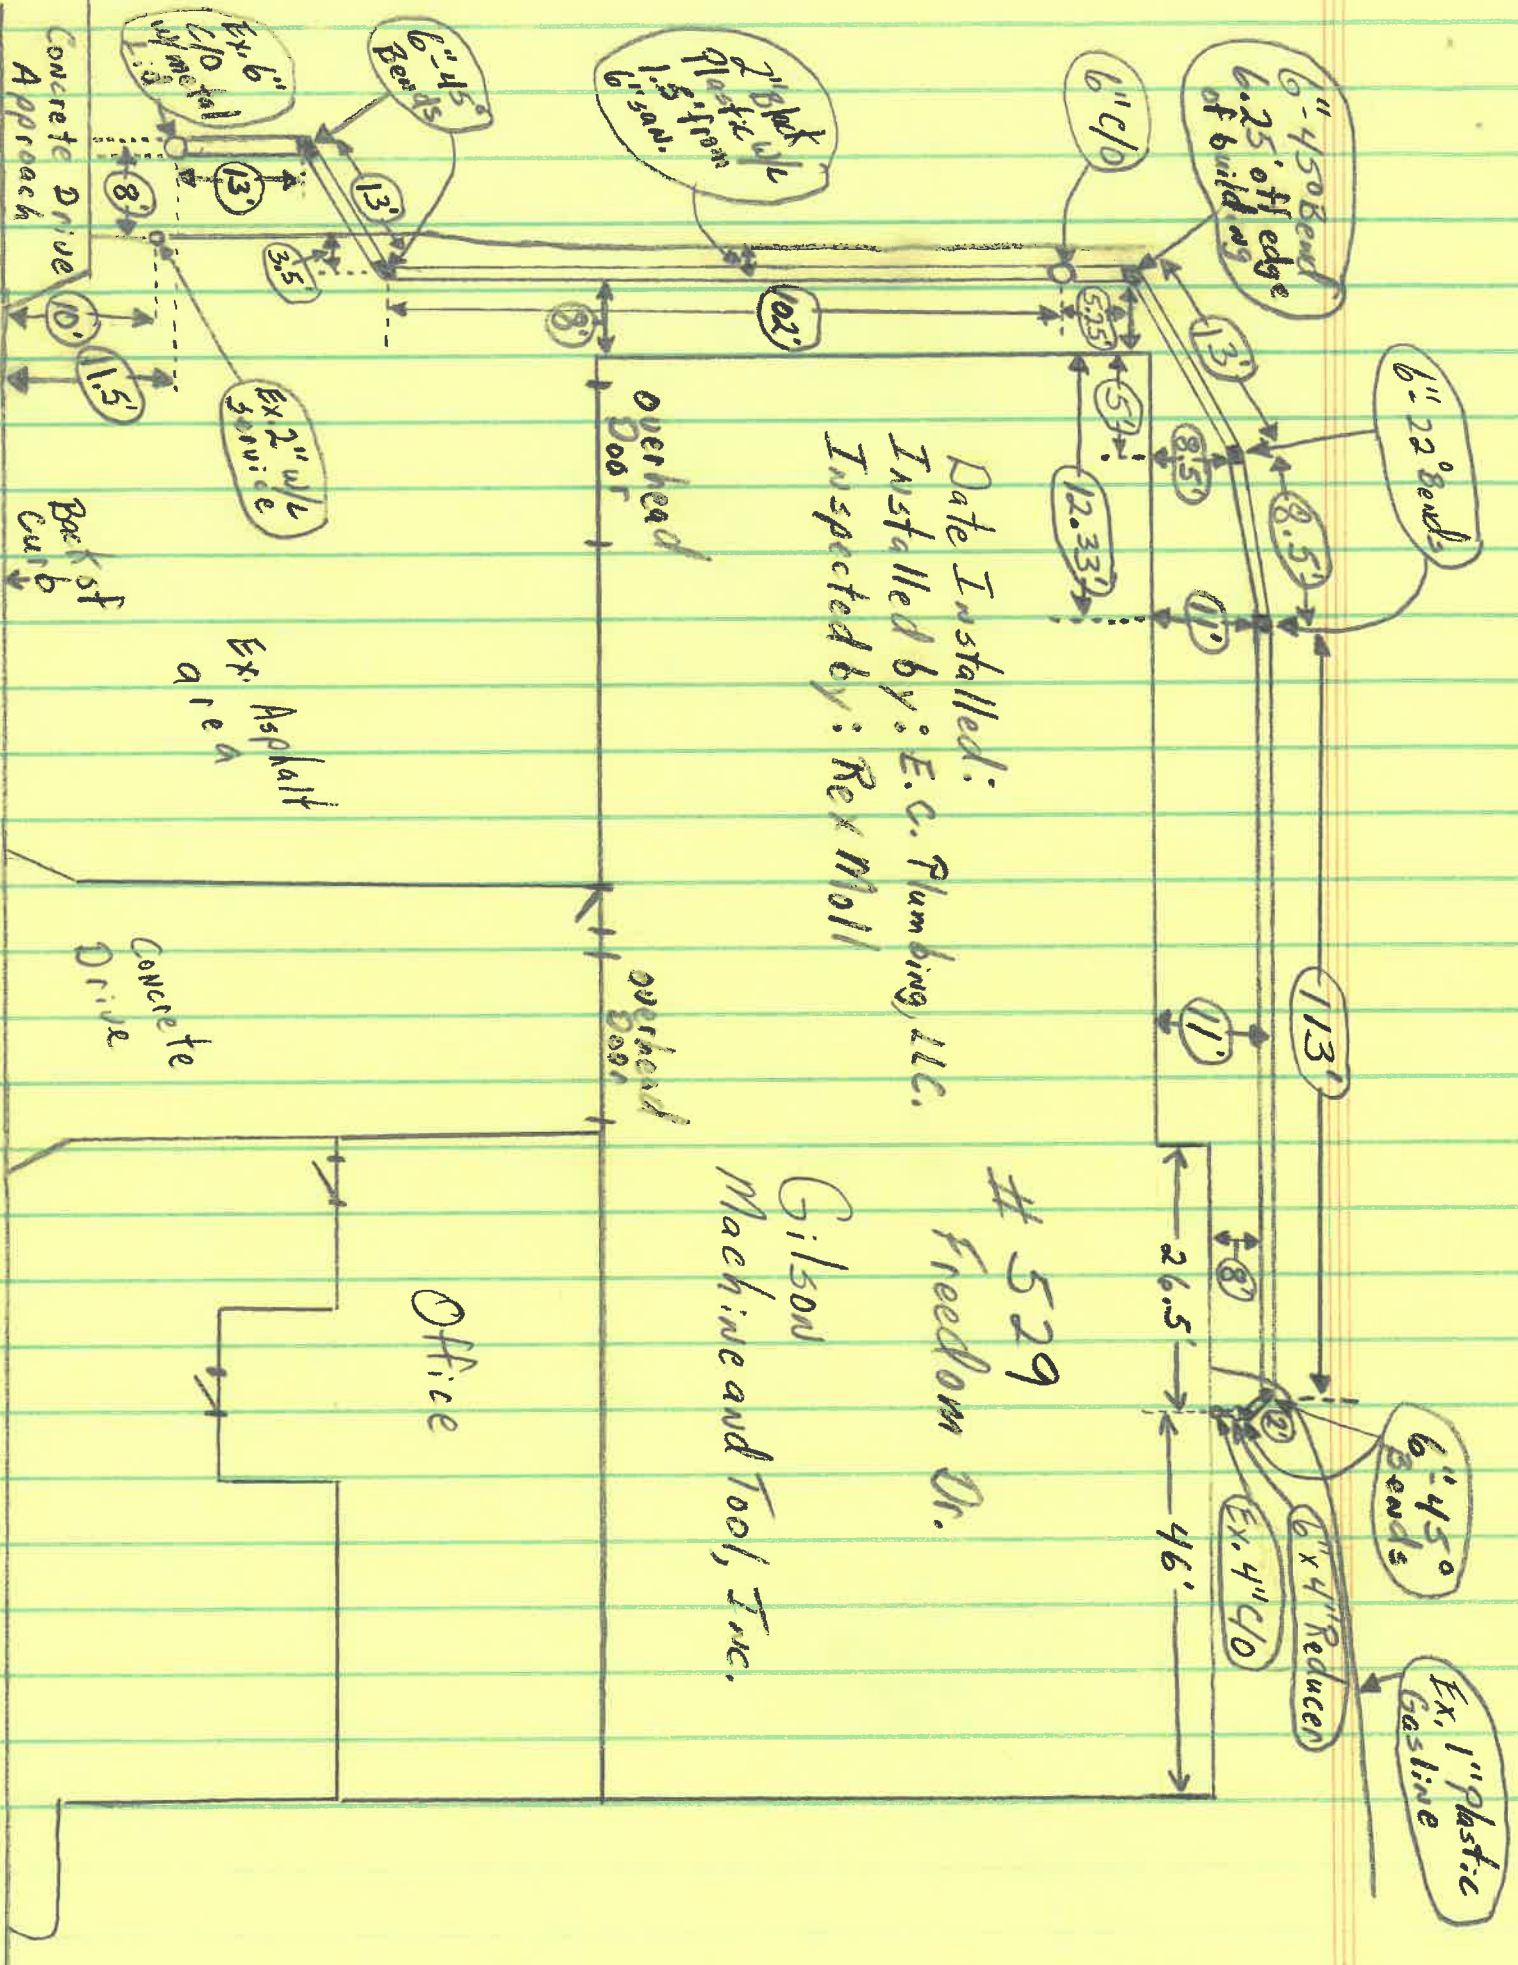 Ex. 1" Plastic
Gasline
6"-45°
Bends
6"x4" Reducer
Ex. 4" C/O
2'
46'
26.5'
8'
113'
11'
6"-22° Bends
8.5'
11'
13'
8.5'
5'
12.33'
6"-45° Bend
6.25' off edge
of building
5.25'
6" C/O
102'
2" Black
Plastic W/L
1.5' from
6" san.
8'
6"-45°
Bends
13'
3.5'
Ex. 6"
C/O
w/metal
Lid
13'
8'
Concrete Drive
Approach
10'
11.5'
Ex. 2" W/L
Service
Back of
Curb
Ex. Asphalt
area
Concrete
Drive
overhead
Door
overhead
Door
Office
Date Installed:
Installed by: E.C. Plumbing, LLC.
Inspected by: Rex Moll
# 529
Freedom Dr.
Gilson
Machine and Tool, Inc.